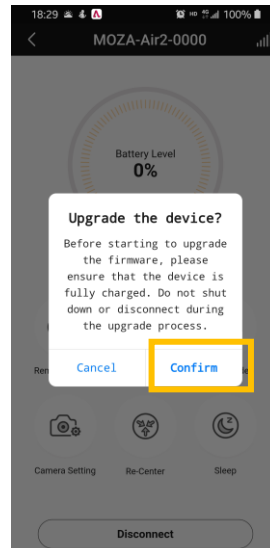 18:29 100%
MOZA-Air2-0000
Battery Level
0%
Upgrade the device?
Before starting to upgrade
the firmware, please
ensure that the device is
fully charged. Do not shut
down or disconnect during
the upgrade process.
Cancel Confirm
Camera Setting Re-Center Sleep
Disconnect